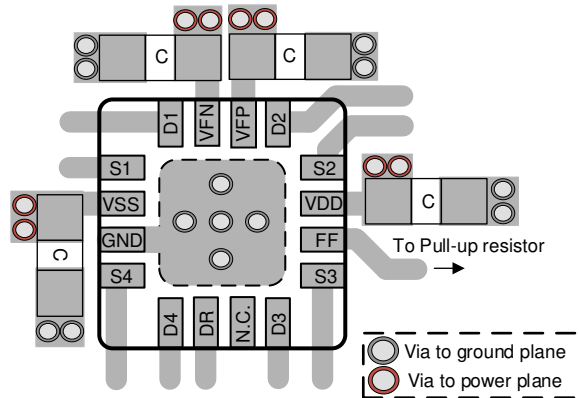 C
C
D1
VFN
VFP
D2
S1
S2
VSS
VDD
C
GND
FF
To Pull-up resistor
C
S4
S3
D4
DR
N.C.
D3
Via to ground plane
Via to power plane